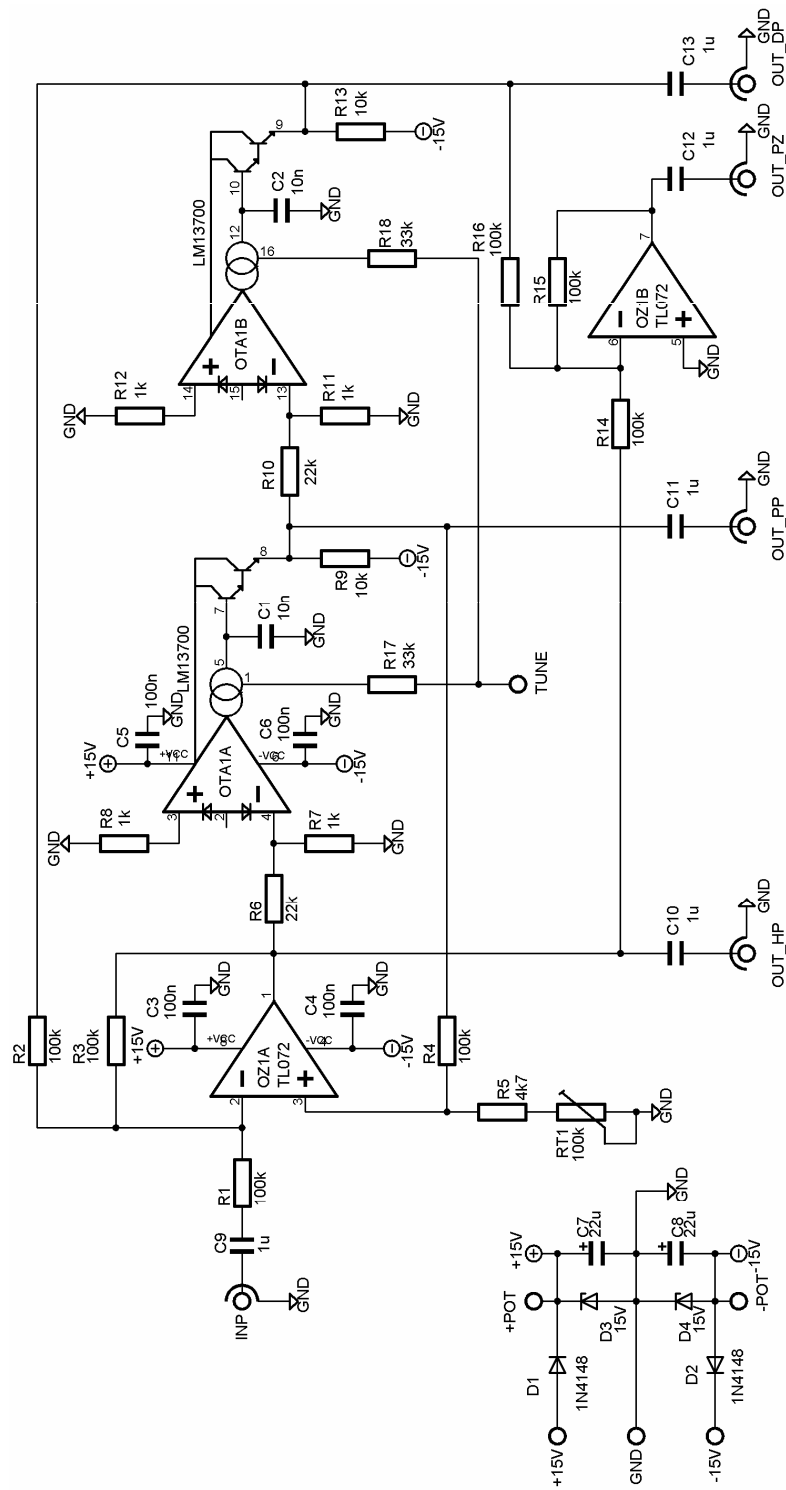 INP
GND
C9
1u
R1
100k
R2
100k
R3
100k
+15V
C3
100n
GND
2
3
1
+VCC
8
OZ1A
TL072
-VCC
4
C4
100n
GND
-15V
R4
100k
R5
4k7
RT1
100k
GND
R6
22k
GND
R8
1k
R7
1k
GND
+15V
C5
100n
GND
3
2
4
+VCC
11
OTA1A
-VCC
6
C6
100n
GND
-15V
LM13700
5
1
7
8
C1
10n
GND
R9
10k
-15V
R17
33k
TUNE
R10
22k
GND
R12
1k
R11
1k
GND
14
15
13
OTA1B
LM13700
12
16
10
9
C2
10n
GND
R13
10k
-15V
R18
33k
R16
100k
R15
100k
R14
100k
6
5
7
OZ1B
TL072
GND
C10
1u
GND
OUT_HP
C11
1u
GND
OUT_PP
C12
1u
GND
OUT_PZ
C13
1u
GND
OUT_DP
+15V
GND
-15V
D1
1N4148
D2
1N4148
+POT
-POT
D3
15V
D4
15V
+15V
-15V
C7
22u
C8
22u
GND